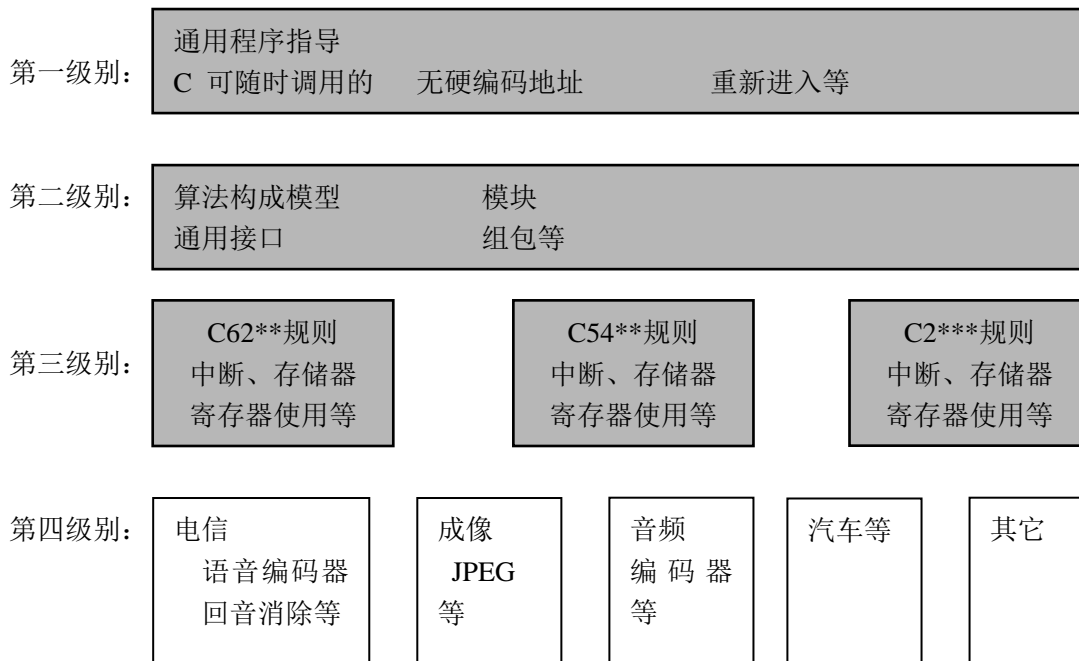 第一级别：
通用程序指导
C 可随时调用的 无硬编码地址 重新进入等
第二级别：
算法构成模型 模块
通用接口 组包等
第三级别：
C62**规则
中断、存储器
寄存器使用等
C54**规则
中断、存储器
寄存器使用等
C2***规则
中断、存储器
寄存器使用等
第四级别：
电信
语音编码器
回音消除等
成像
JPEG
等
音频
编码器
等
汽车等
其它